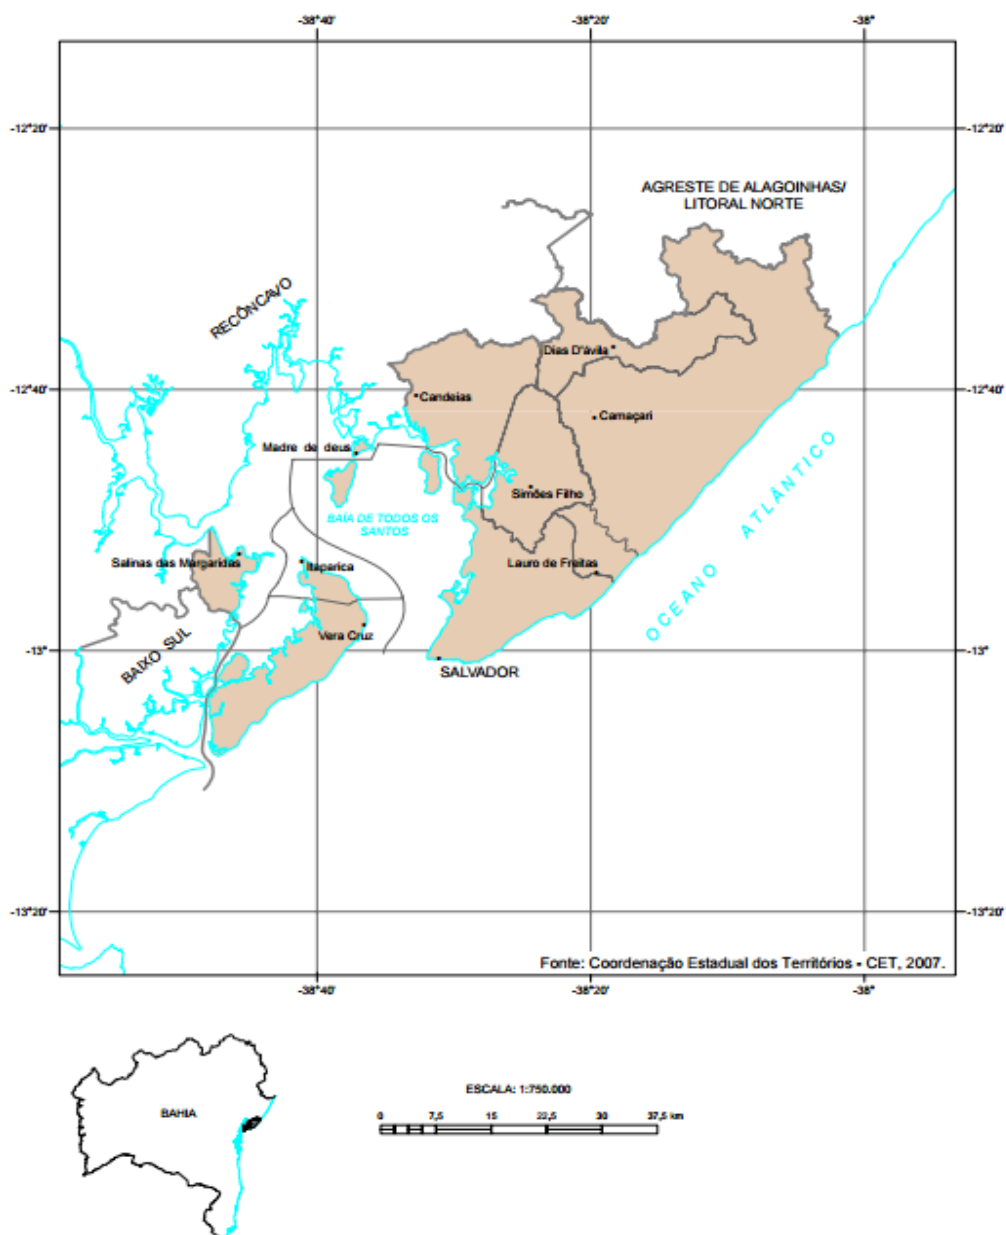 -38°40'
-38°20'
-38°
-12°20'
-12°20'
AGRESTE DE ALAGOINHAS/
LITORAL NORTE
RECÔNCAVO
Dias D'ávila
-12°40'
-12°40'
Candeias
Camaçari
Madre de deus
Simões Filho
BAÍA DE TODOS OS
SANTOS
OCEANO ATLÂNTICO
Salinas das Margaridas
Itaparica
Lauro de Freitas
Vera Cruz
BAIXO SUL
-13°
-13°
SALVADOR
-13°20'
-13°20'
Fonte: Coordenação Estadual dos Territórios - CET, 2007.
-38°40'
-38°20'
-38°
BAHIA
ESCALA: 1:750.000
0 7,5 15 22,5 30 37,5 km